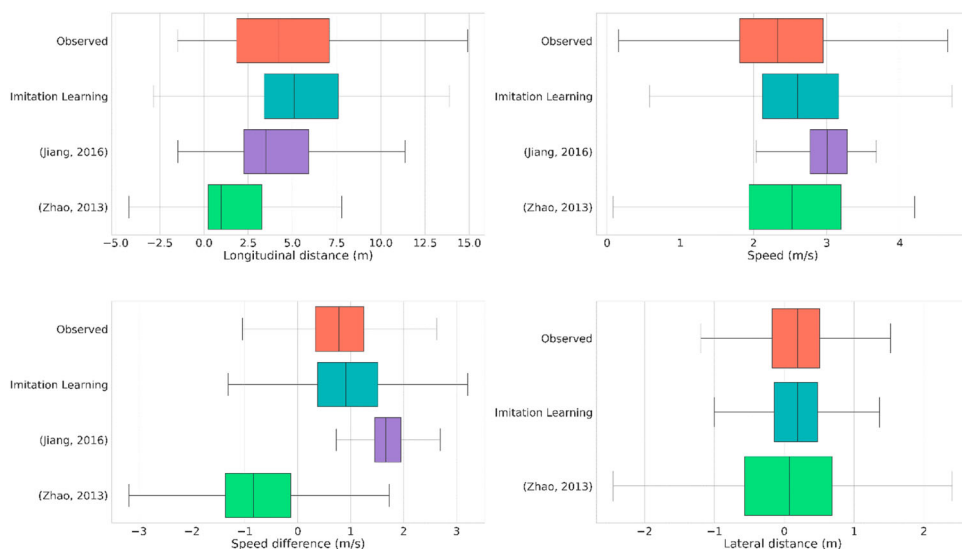 Observed
Imitation Learning
(Jiang, 2016)
(Zhao, 2013)
−5.0 −2.5 0.0 2.5 5.0 7.5 10.0 12.5 15.0
Longitudinal distance (m)
Observed
Imitation Learning
(Jiang, 2016)
(Zhao, 2013)
0 1 2 3 4
Speed (m/s)
Observed
Imitation Learning
(Jiang, 2016)
(Zhao, 2013)
−3 −2 −1 0 1 2 3
Speed difference (m/s)
Observed
Imitation Learning
(Zhao, 2013)
−2 −1 0 1 2
Lateral distance (m)